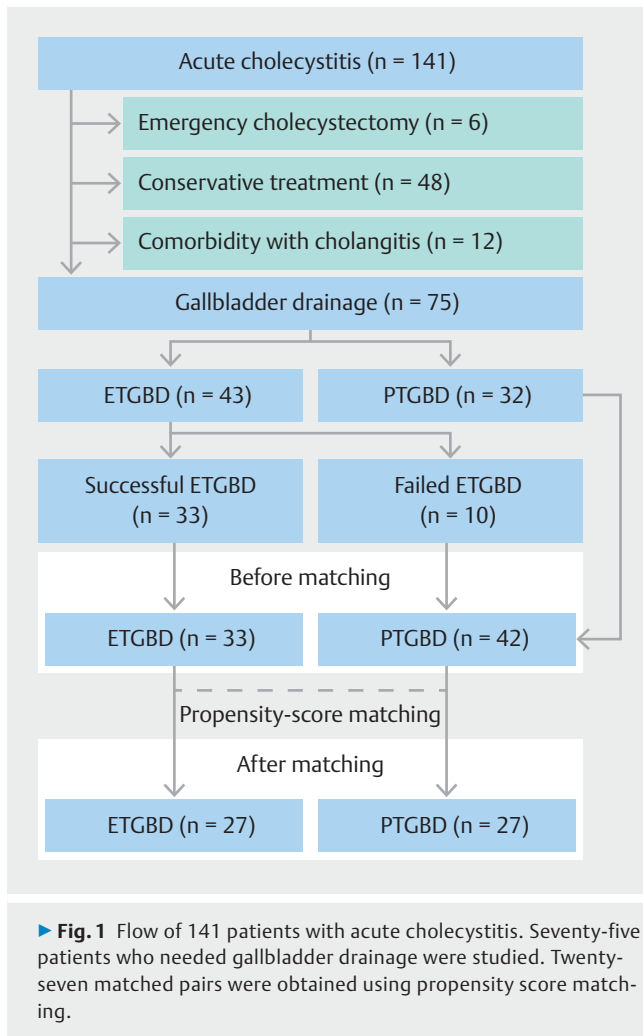 Acute cholecystitis (n = 141)
Emergency cholecystectomy (n = 6)
Conservative treatment (n = 48)
Comorbidity with cholangitis (n = 12)
Gallbladder drainage (n = 75)
ETGBD (n = 43)
PTGBD (n = 32)
Successful ETGBD
(n = 33)
Failed ETGBD
(n = 10)
Before matching
ETGBD (n = 33)
PTGBD (n = 42)
Propensity-score matching
After matching
ETGBD (n = 27)
PTGBD (n = 27)
▶ Fig. 1 Flow of 141 patients with acute cholecystitis. Seventy-five
patients who needed gallbladder drainage were studied. Twenty-
seven matched pairs were obtained using propensity score match-
ing.